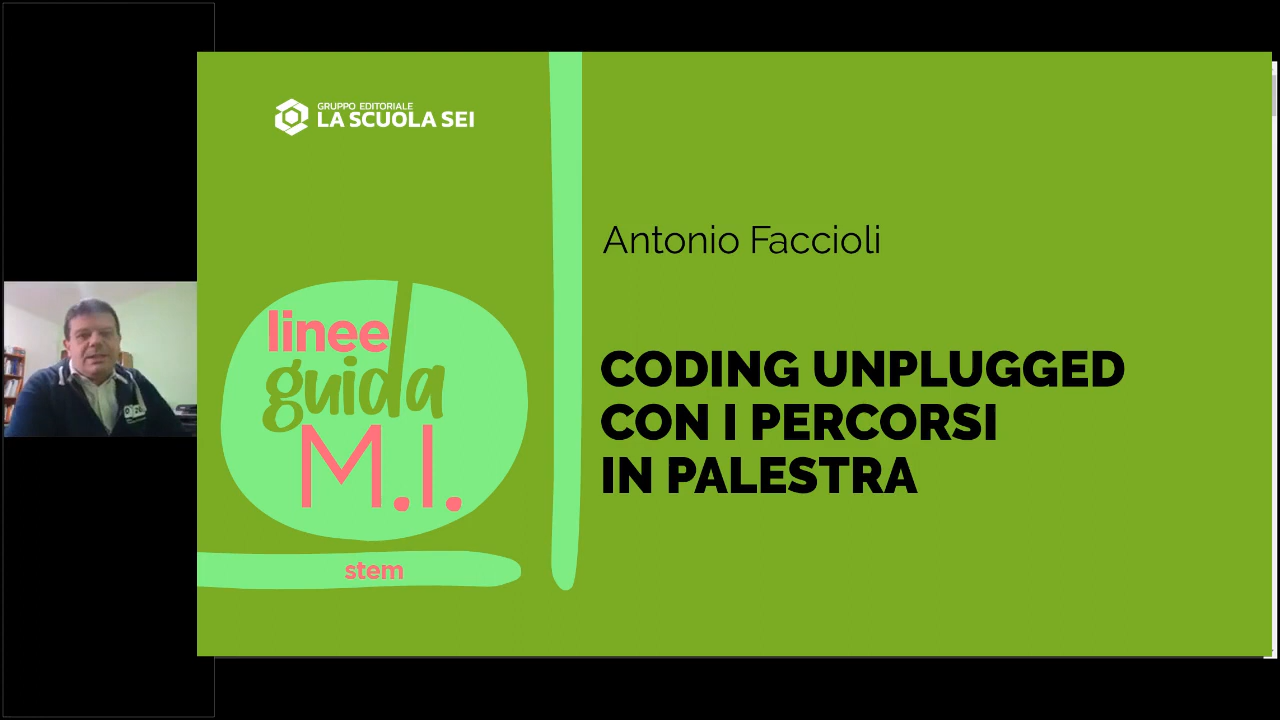 GRUPPO EDITORIALE
LA SCUOLA SEI
Antonio Faccioli
linee
guida
M.I.
stem
CODING UNPLUGGED
CON I PERCORSI
IN PALESTRA